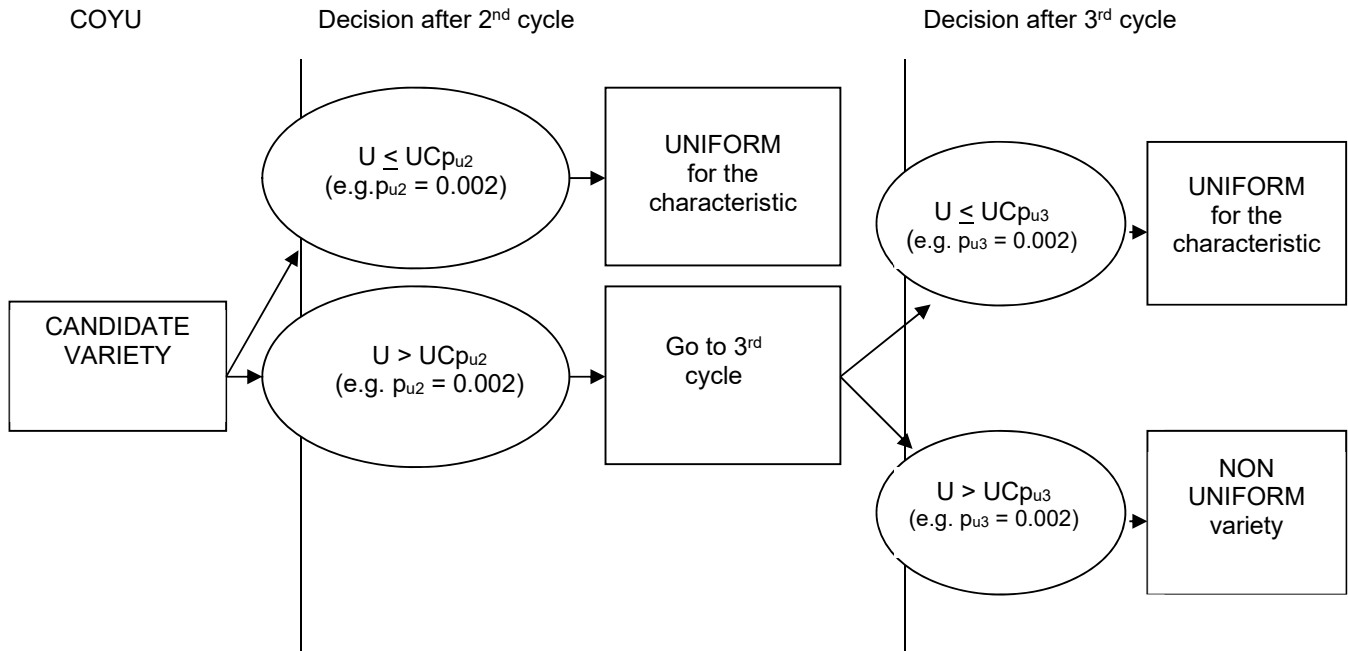 COYU
Decision after 2nd cycle
Decision after 3rd cycle
U ≤ UCpu2
(e.g.pu2 = 0.002)
UNIFORM
for the
characteristic
U ≤ UCpu3
(e.g. pu3 = 0.002)
UNIFORM
for the
characteristic
CANDIDATE
VARIETY
U > UCpu2
(e.g. pu2 = 0.002)
Go to 3rd
cycle
U > UCpu3
(e.g. pu3 = 0.002)
NON
UNIFORM
variety